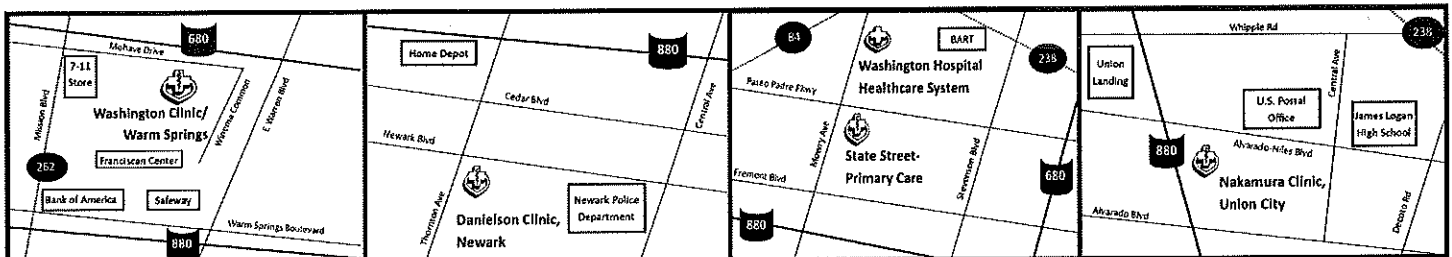 680
Mohave Drive
7-11
Store
Washington Clinic/
Warm Springs
Mission Blvd
Warema Common
E Warren Blvd
262
Franciscan Center
Bank of America
Safeway
Warm Springs Boulevard
880
Home Depot
880
Cedar Blvd
Central Ave
Newark Blvd
Thornton Ave
Danielson Clinic,
Newark
Newark Police
Department
84
BART
238
Washington Hospital
Healthcare System
Paseo Padre Pkwy
Mowry Ave
State Street-
Primary Care
Stevenson Blvd
Fremont Blvd
680
880
Whipple Rd
238
Union
Landing
Central Ave
U.S. Postal
Office
James Logan
High School
880
Alvarado-Niles Blvd
Nakamura Clinic,
Union City
Alvarado Blvd
Decoto Rd